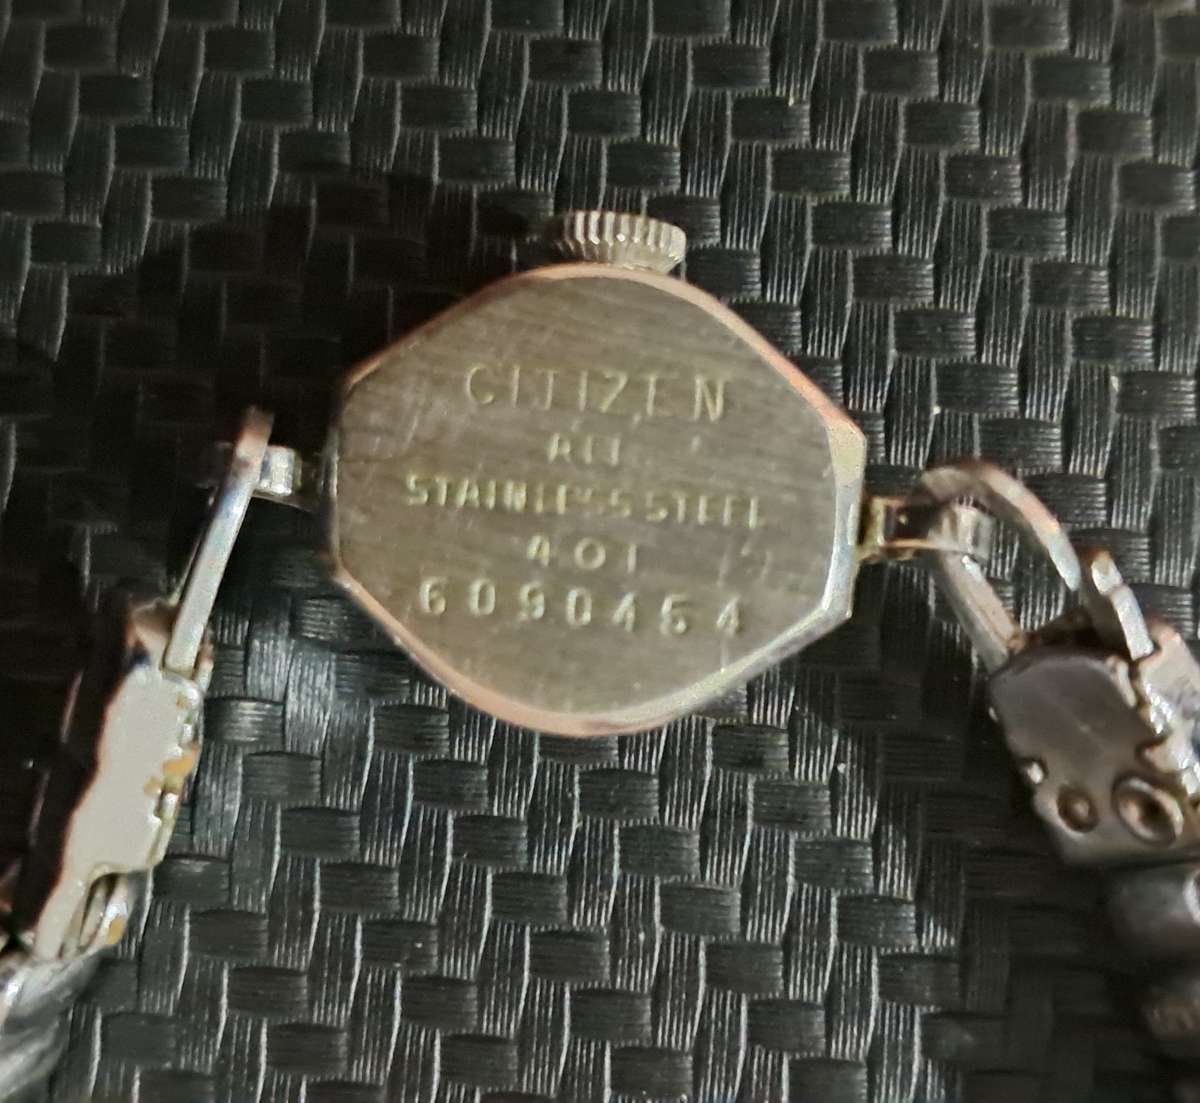 CITIZEN
ALL
STAINLESS STEEL
401
6090464